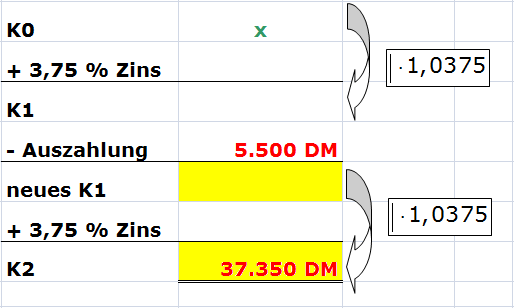 K0 x
+ 3,75 % Zins
·1,0375
K1
- Auszahlung 5.500 DM
neues K1
·1,0375
+ 3,75 % Zins
K2 37.350 DM